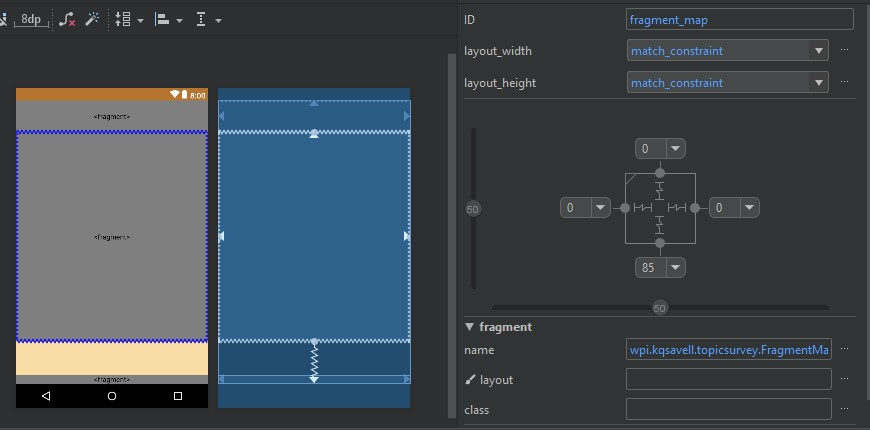 8dp
ID
fragment_map
layout_width
match_constraint
...
layout_height
match_constraint
...
8:00
<fragment>
<fragment>
<fragment>
0
50
0
0
85
50
fragment
name
wpi.kqsavell.topicsurvey.FragmentMa
...
layout
...
class
...